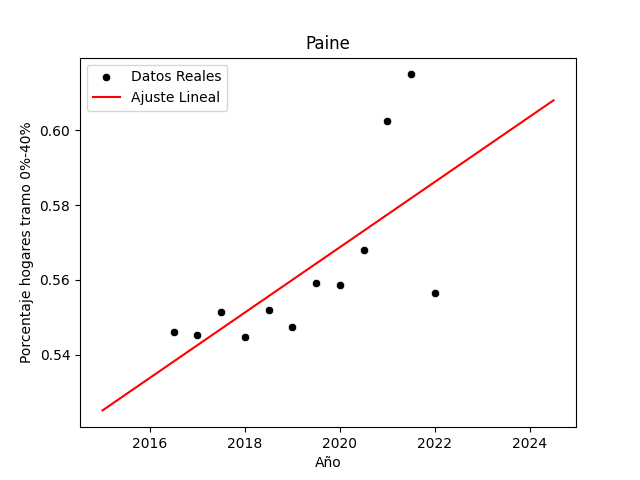 Paine
Datos Reales
Ajuste Lineal
Porcentaje hogares tramo 0%-40%
0.60
0.58
0.56
0.54
2016
2018
2020
2022
2024
Año